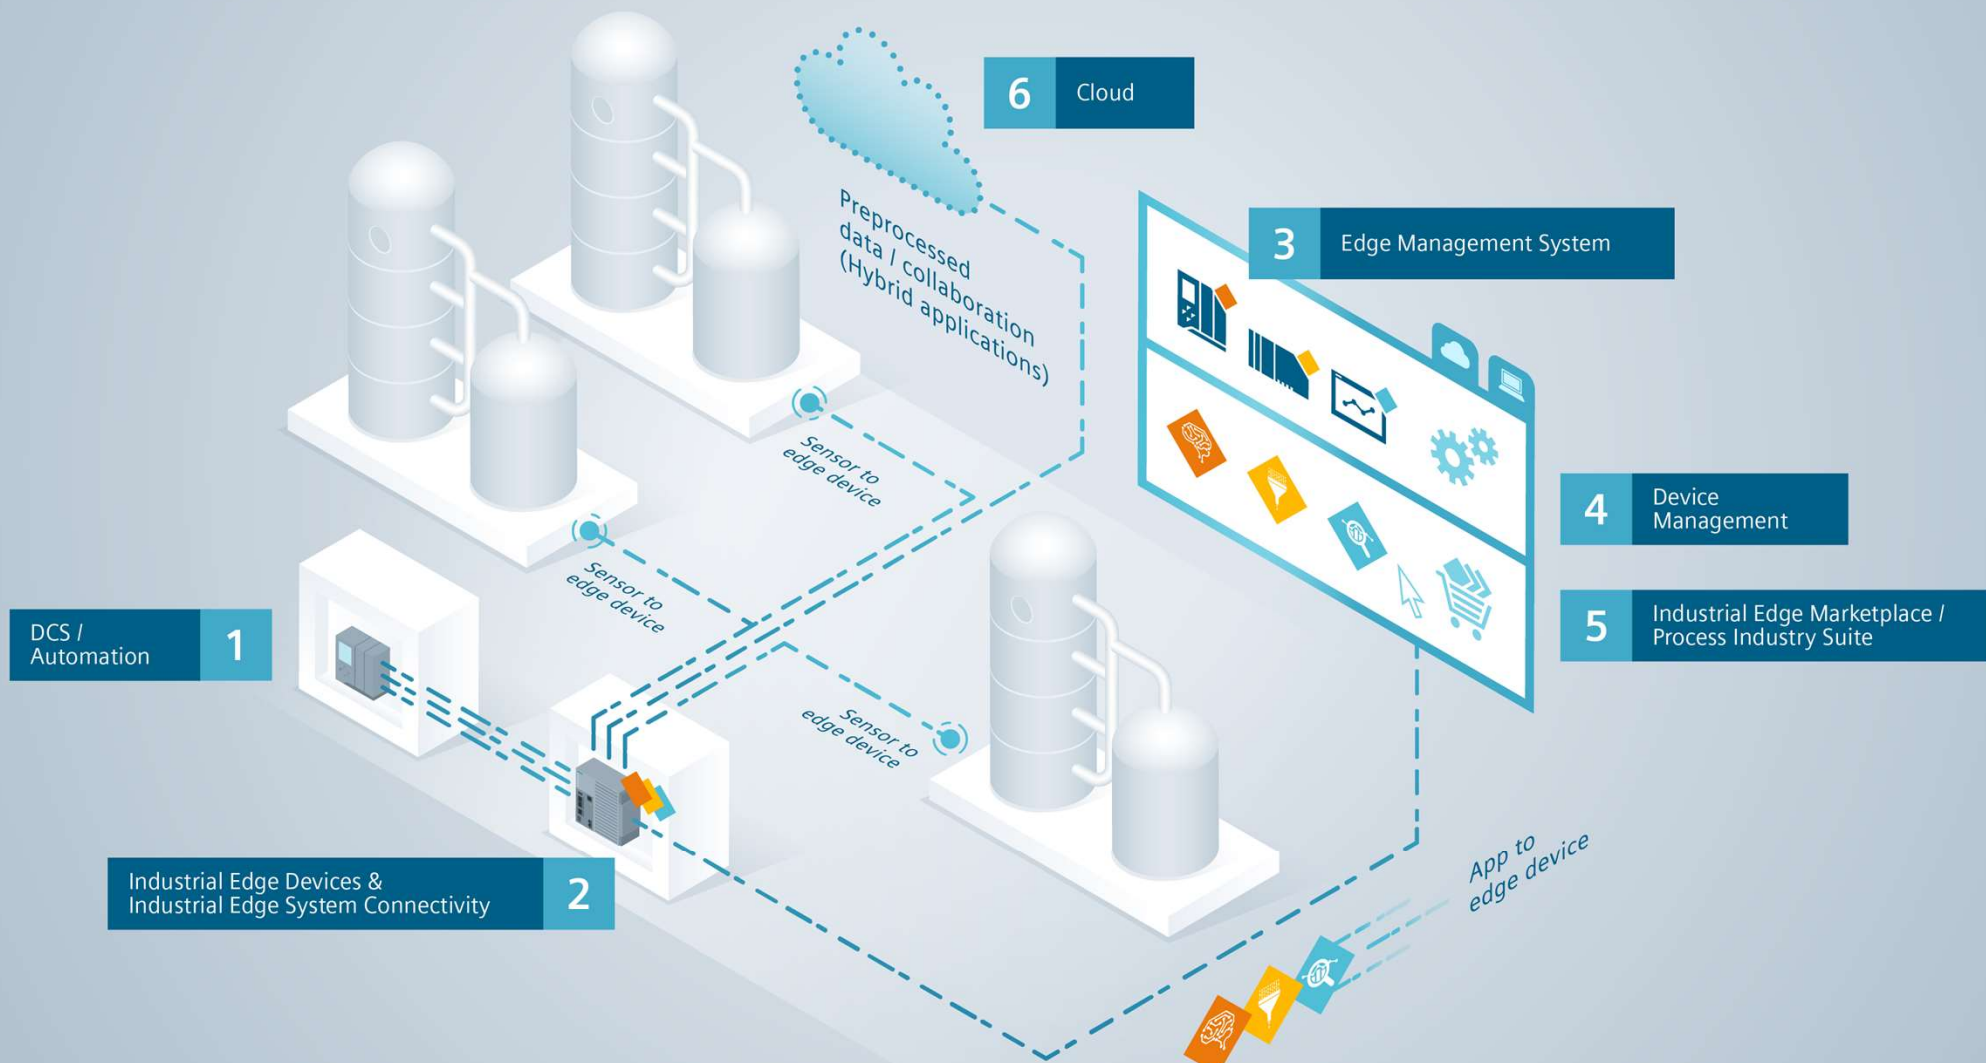 6
Cloud
Preprocessed
data / collaboration
(Hybrid applications)
3
Edge Management System
Sensor to
edge device
4
Device
Management
Sensor to
edge device
5
Industrial Edge Marketplace /
Process Industry Suite
DCS /
Automation
1
Sensor to
edge device
App to
edge device
Industrial Edge Devices &
Industrial Edge System Connectivity
2